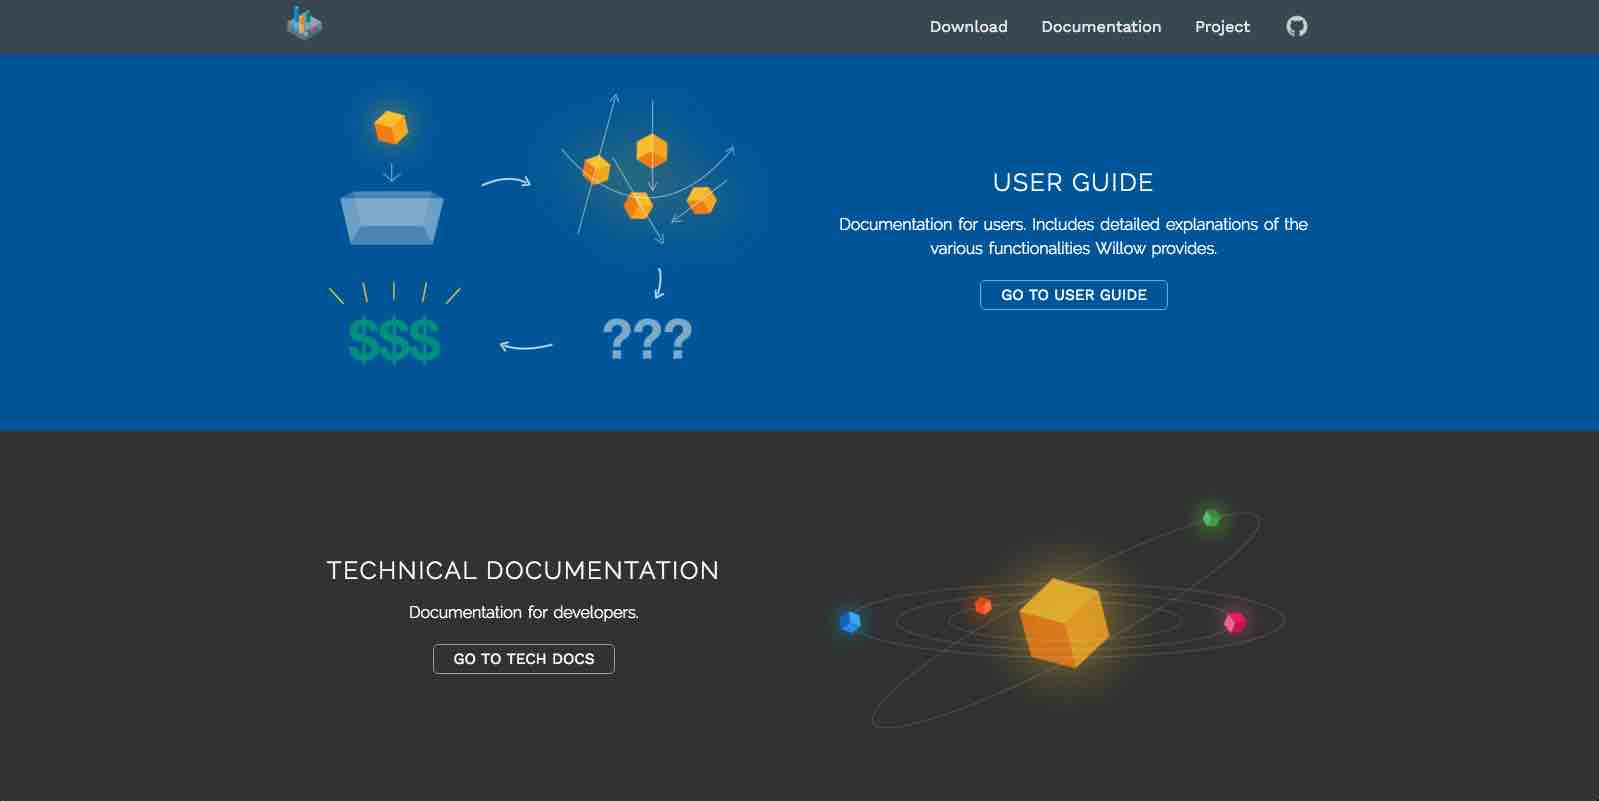 Download Documentation Project
USER GUIDE
Documentation for users. Includes detailed explanations of the
various functionalities Willow provides.
GO TO USER GUIDE
$$$
???
TECHNICAL DOCUMENTATION
Documentation for developers.
GO TO TECH DOCS